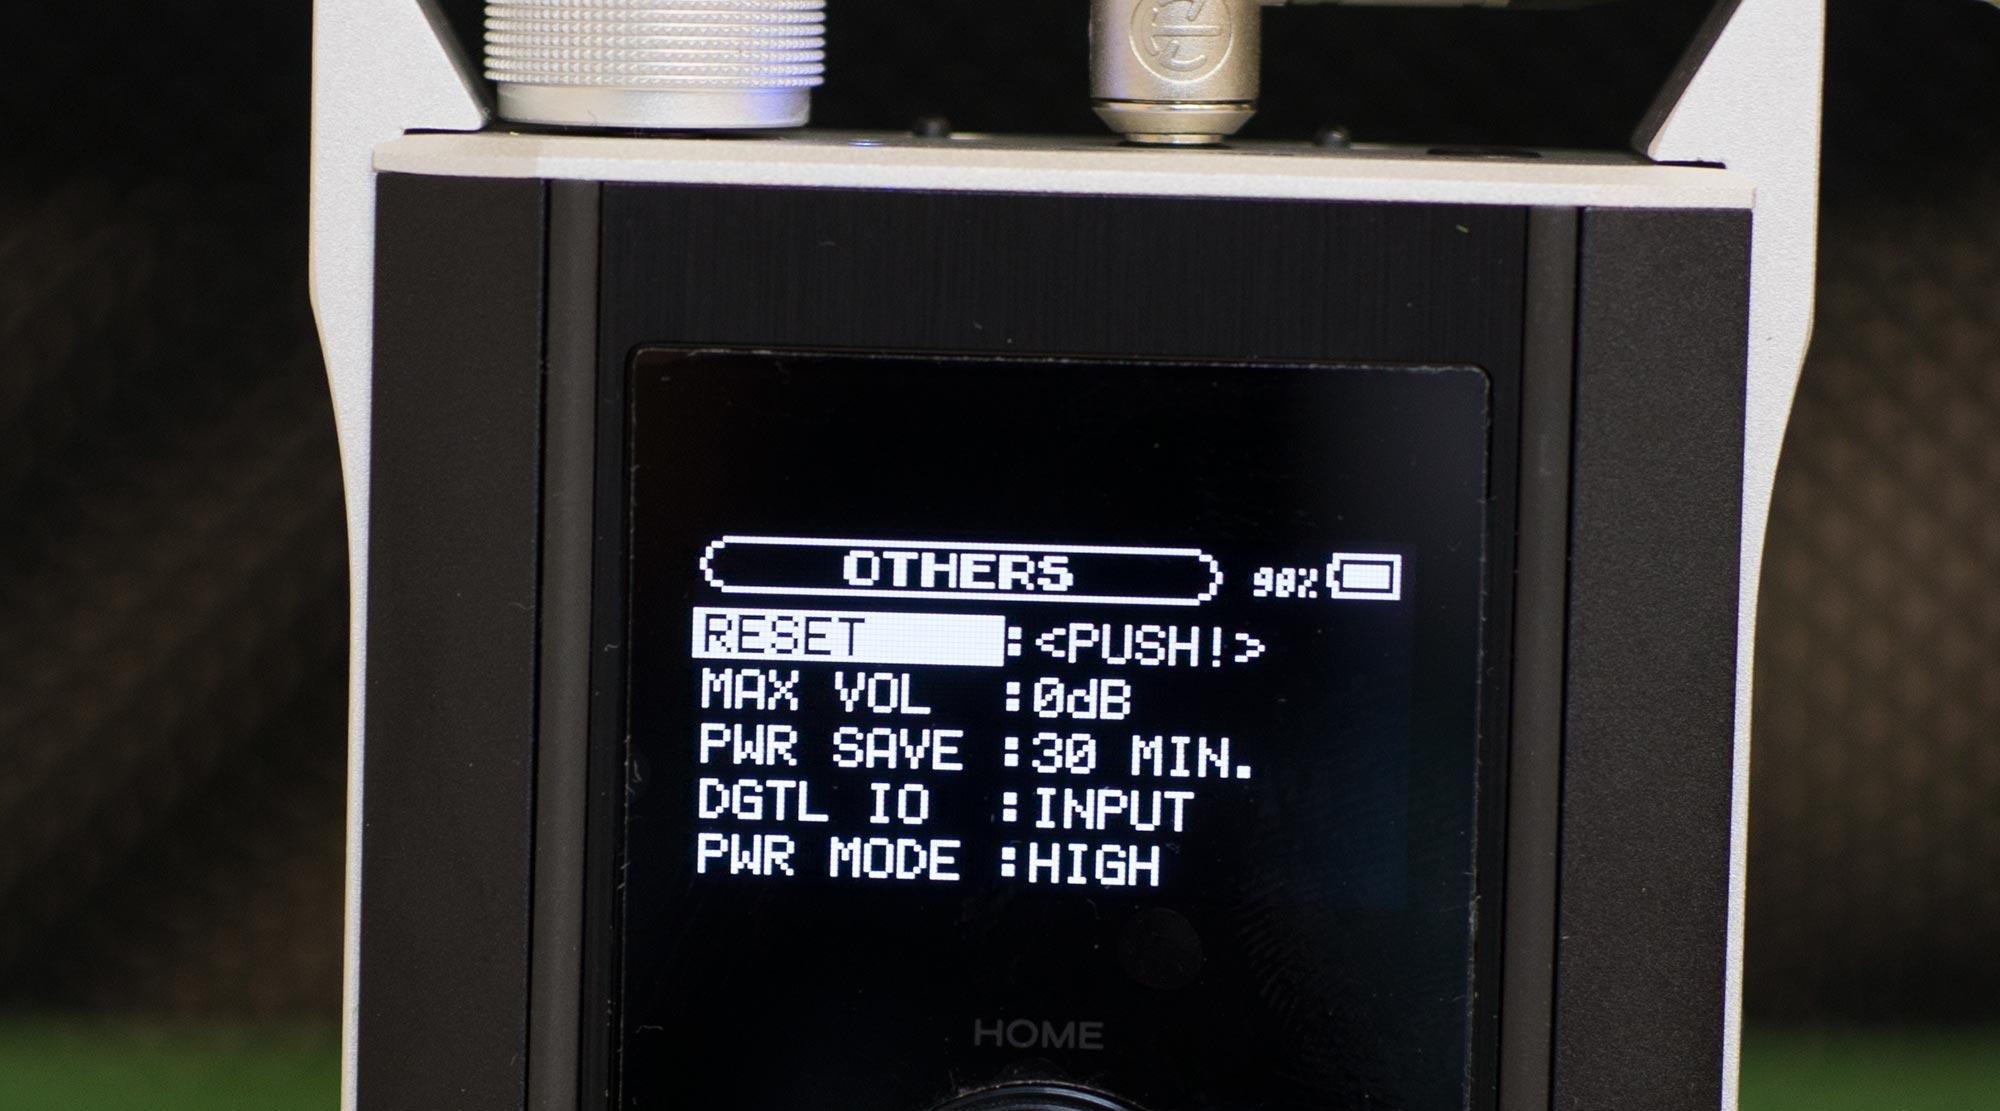 OTHERS 90%
RESET :<PUSH!>
MAX VOL :0dB
PWR SAVE :30 MIN.
DGTL IO :INPUT
PWR MODE :HIGH
HOME